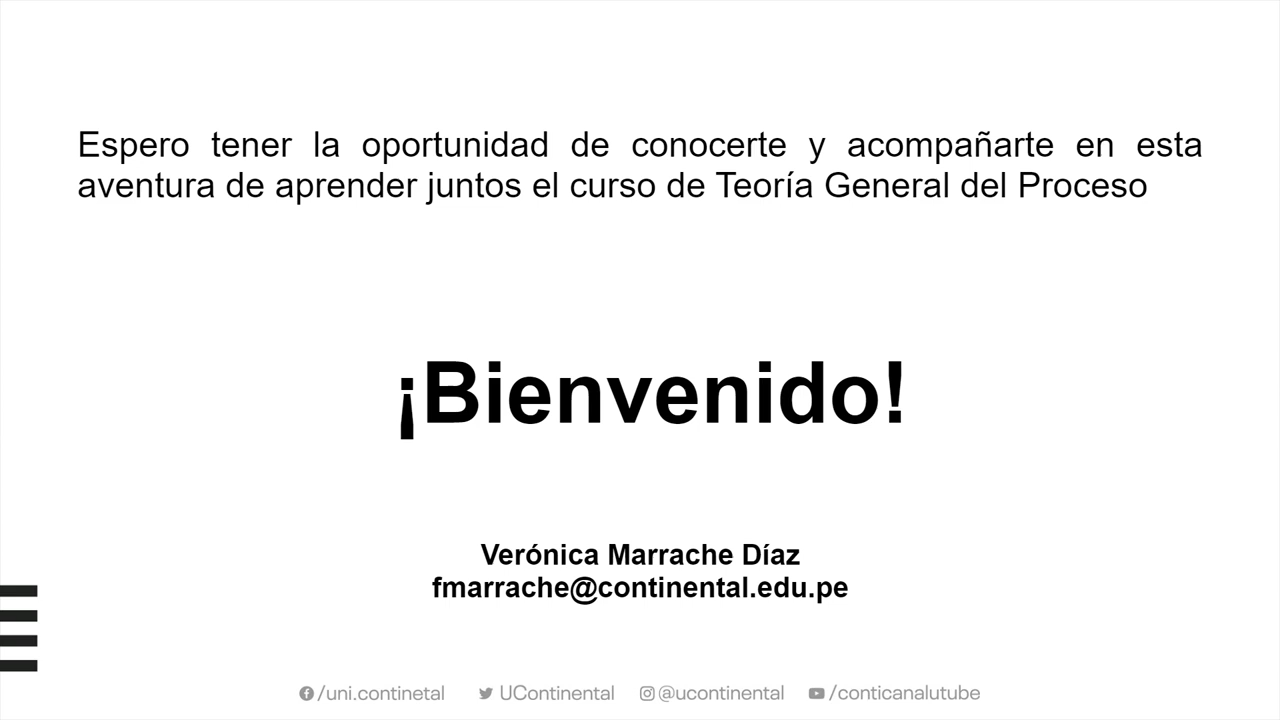 Espero tener la oportunidad de conocerte y acompañarte en esta
aventura de aprender juntos el curso de Teoría General del Proceso
¡Bienvenido!
Verónica Marrache Díaz
fmarrache@continental.edu.pe
/uni.continetal UContinental @ucontinental /conticanalutube